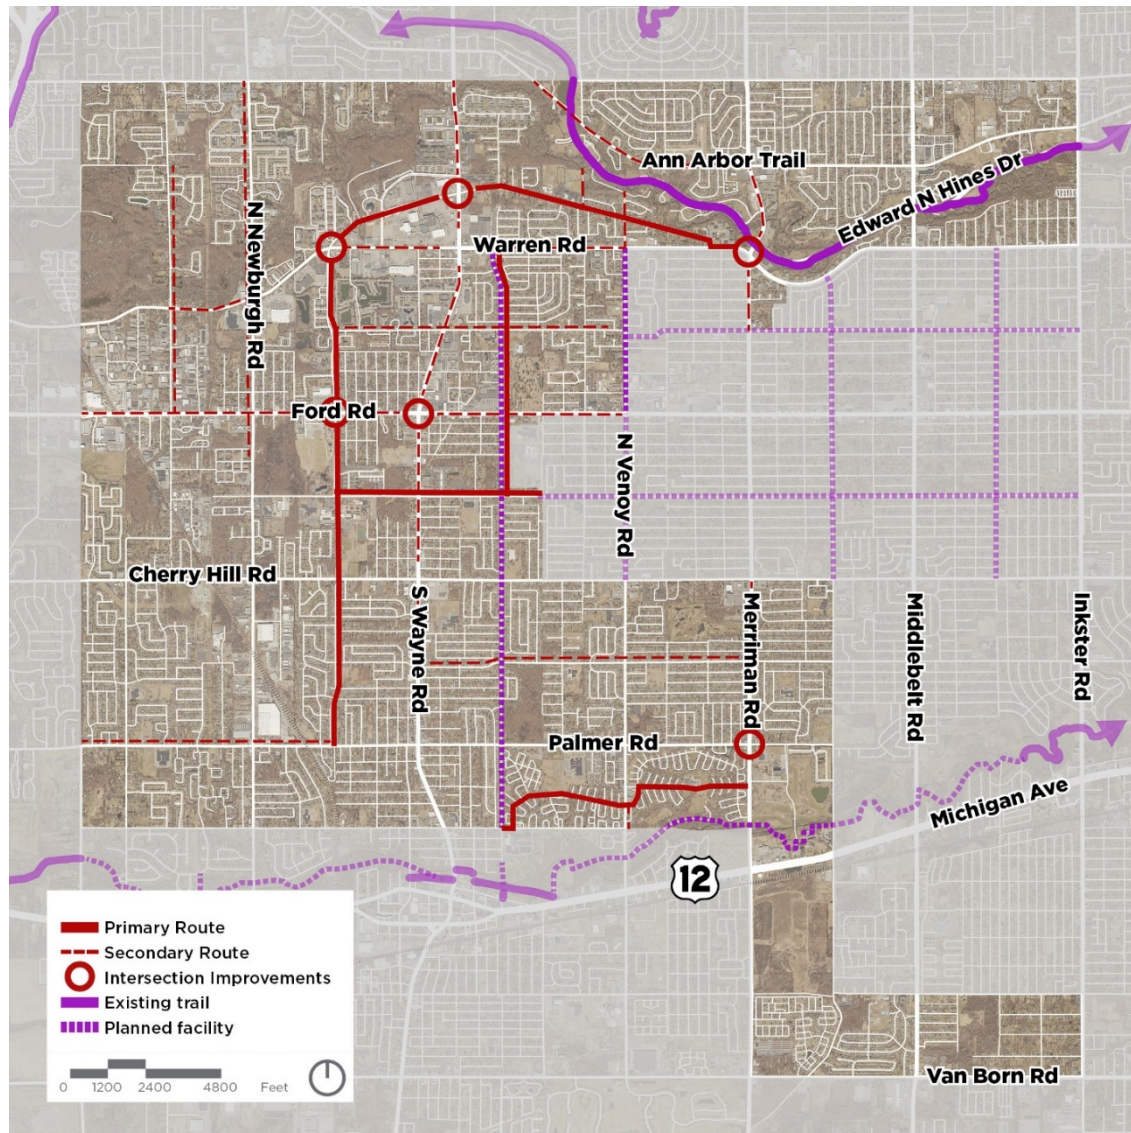 Ann Arbor Trail
Edward N Hines Dr
N Newburgh Rd
Warren Rd
Ford Rd
N Venoy Rd
Cherry Hill Rd
S Wayne Rd
Merriman Rd
Middlebelt Rd
Inkster Rd
Palmer Rd
Michigan Ave
12
Primary Route
Secondary Route
Intersection Improvements
Existing trail
Planned facility
0 1200 2400 4800 Feet
Van Born Rd